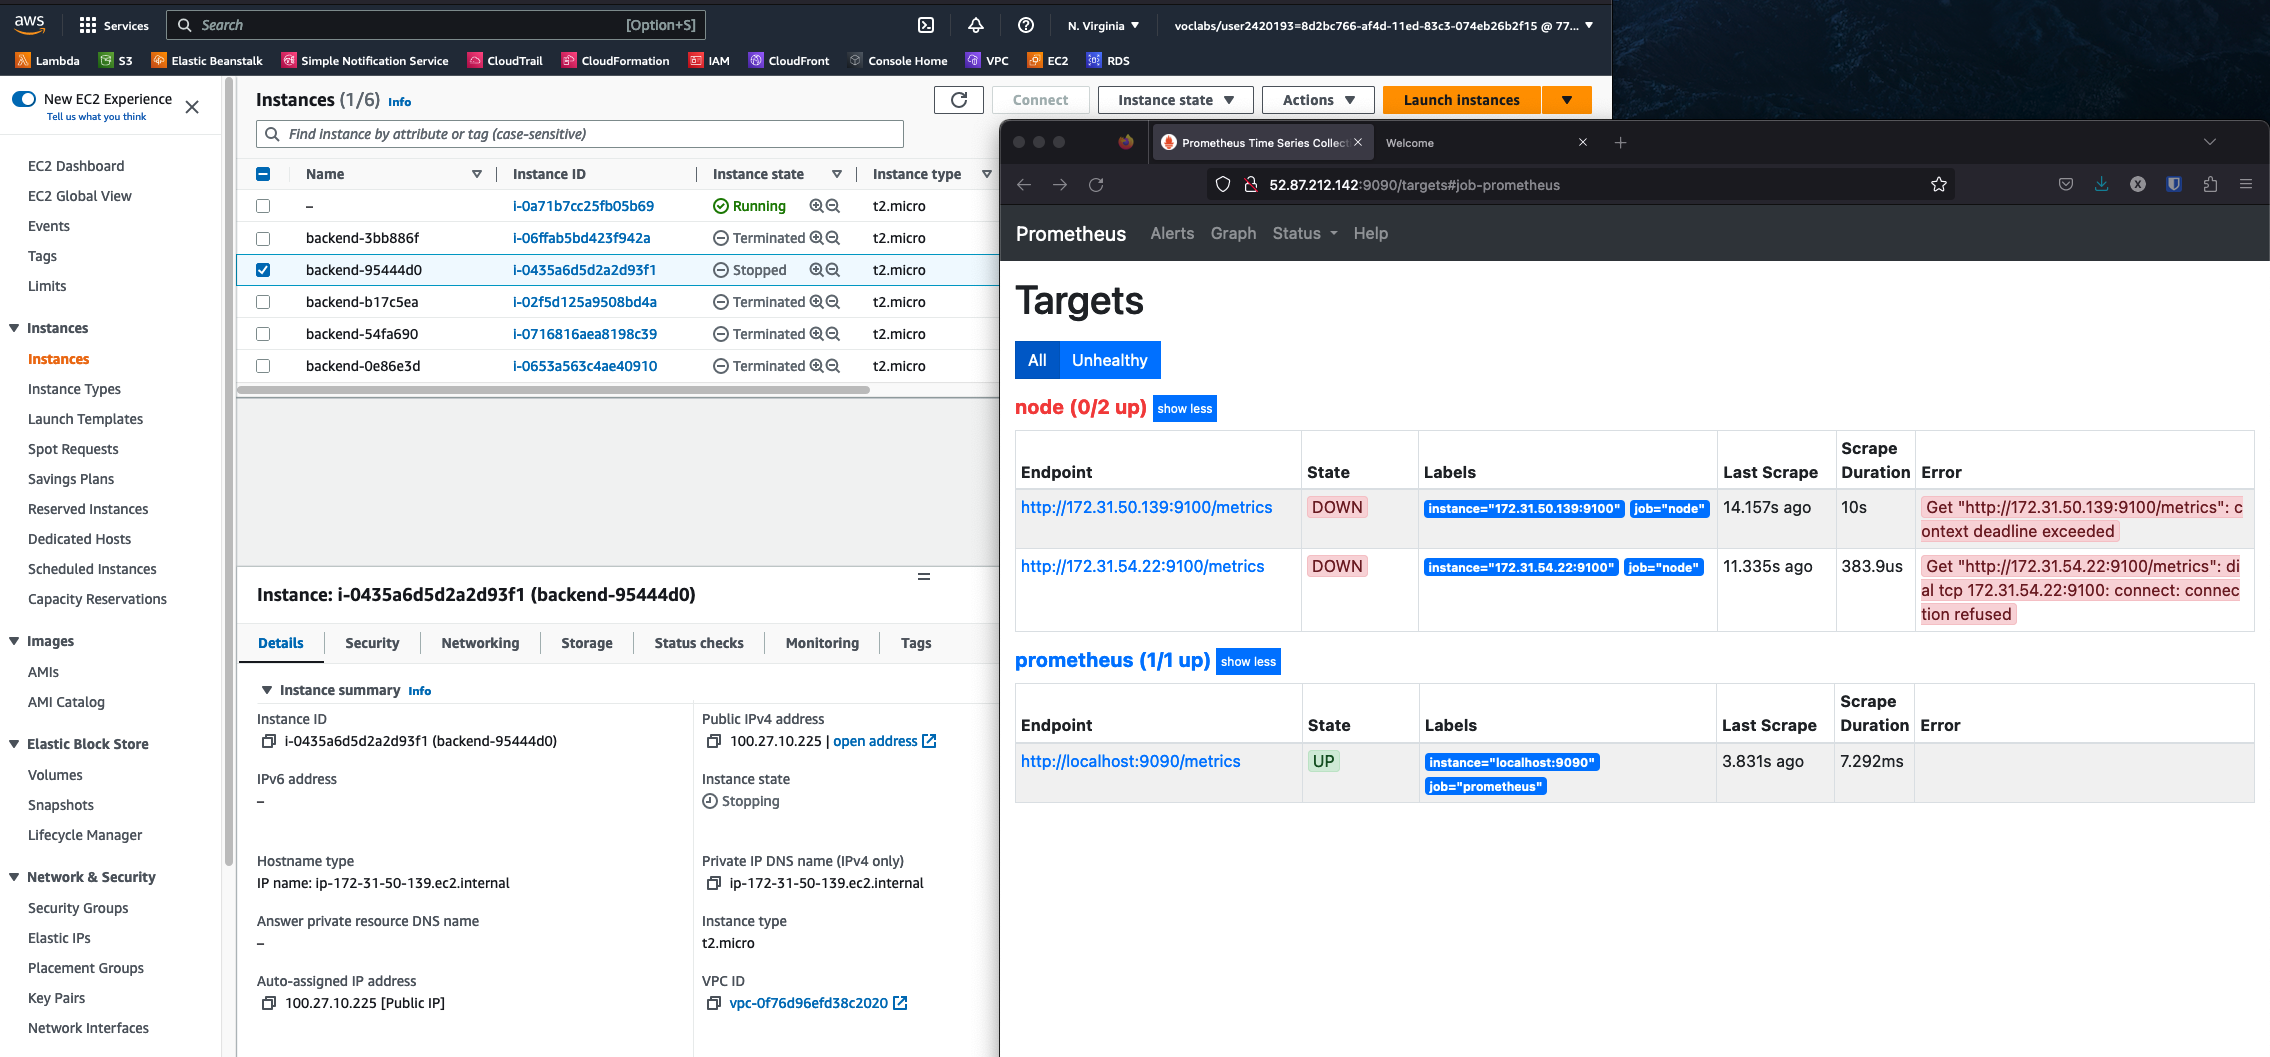 aws
Services
Search
[Option+S]
N. Virginia
voclabs/user2420193=8d2bc766-af4d-11ed-83c3-074eb26b2f15 @ 77...
Lambda
S3
Elastic Beanstalk
Simple Notification Service
CloudTrail
CloudFormation
IAM
CloudFront
Console Home
VPC
EC2
RDS
New EC2 Experience
Tell us what you think
EC2 Dashboard
EC2 Global View
Events
Tags
Limits
Instances
Instances
Instance Types
Launch Templates
Spot Requests
Savings Plans
Reserved Instances
Dedicated Hosts
Scheduled Instances
Capacity Reservations
Images
AMIs
AMI Catalog
Elastic Block Store
Volumes
Snapshots
Lifecycle Manager
Network & Security
Security Groups
Elastic IPs
Placement Groups
Key Pairs
Network Interfaces
Instances (1/6) Info
Connect
Instance state
Actions
Launch instances
Find instance by attribute or tag (case-sensitive)
Name Instance ID Instance state Instance type
– i-0a71b7cc25fb05b69 Running t2.micro
backend-3bb886f i-06ffab5bd423f942a Terminated t2.micro
backend-95444d0 i-0435a6d5d2a2d93f1 Stopped t2.micro
backend-b17c5ea i-02f5d125a9508bd4a Terminated t2.micro
backend-54fa690 i-0716816aea8198c39 Terminated t2.micro
backend-0e86e3d i-0653a563c4ae40910 Terminated t2.micro
Instance: i-0435a6d5d2a2d93f1 (backend-95444d0)
Details Security Networking Storage Status checks Monitoring Tags
Instance summary Info
Instance ID
i-0435a6d5d2a2d93f1 (backend-95444d0)
Public IPv4 address
100.27.10.225 | open address
IPv6 address
–
Instance state
Stopping
Hostname type
IP name: ip-172-31-50-139.ec2.internal
Private IP DNS name (IPv4 only)
ip-172-31-50-139.ec2.internal
Answer private resource DNS name
–
Instance type
t2.micro
Auto-assigned IP address
100.27.10.225 [Public IP]
VPC ID
vpc-0f76d96efd38c2020
Prometheus Time Series Collect
Welcome
52.87.212.142:9090/targets#job-prometheus
Prometheus Alerts Graph Status Help
Targets
All Unhealthy
node (0/2 up) show less
Endpoint State Labels Last Scrape Scrape Duration Error
http://172.31.50.139:9100/metrics DOWN instance="172.31.50.139:9100" job="node" 14.157s ago 10s Get "http://172.31.50.139:9100/metrics": c
ontext deadline exceeded
http://172.31.54.22:9100/metrics DOWN instance="172.31.54.22:9100" job="node" 11.335s ago 383.9us Get "http://172.31.54.22:9100/metrics": di
al tcp 172.31.54.22:9100: connect: connec
tion refused
prometheus (1/1 up) show less
Endpoint State Labels Last Scrape Scrape Duration Error
http://localhost:9090/metrics UP instance="localhost:9090" 3.831s ago 7.292ms
job="prometheus"